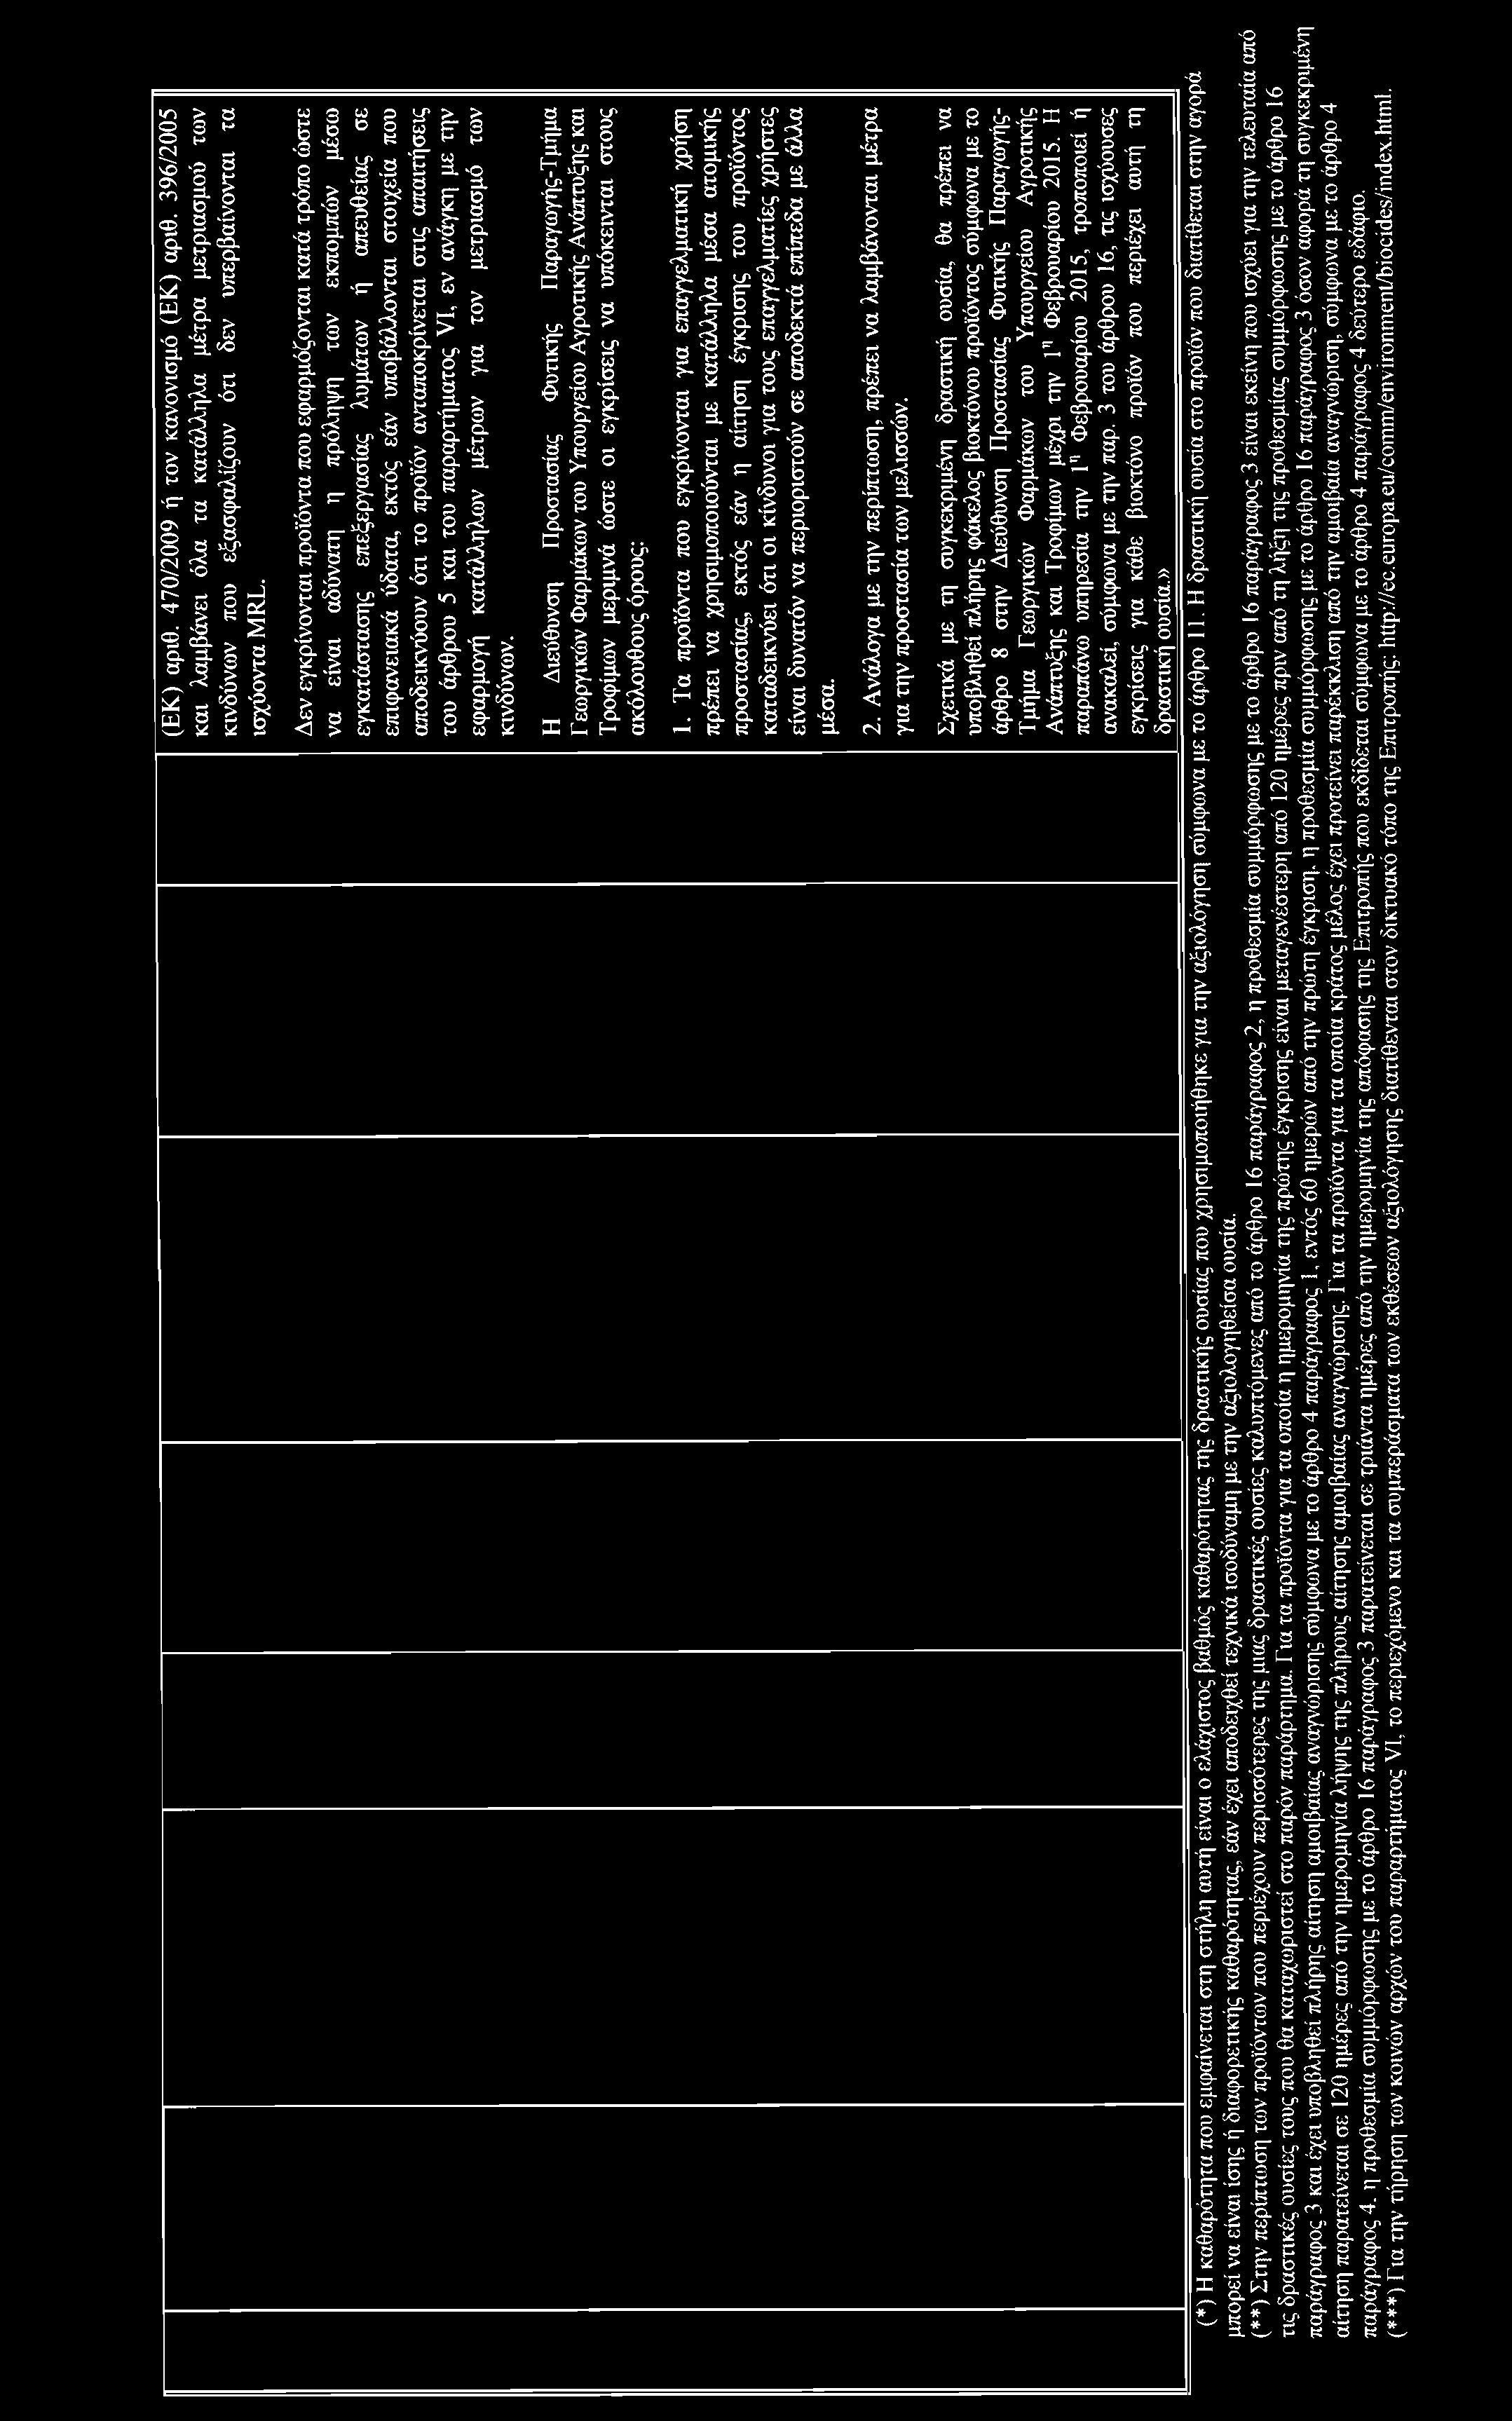 (ΕΚ) αριθ. 470/2009 ή τον κανονισμό (ΕΚ) αριθ. 396/2005
και λαμβάνει όλα τα κατάλληλα μέτρα μετριασμού των
κινδύνων που εξασφαλίζουν ότι δεν υπερβαίνονται τα
ισχύοντα MRL.
Δεν εγκρίνονται προϊόντα που εφαρμόζονται κατά τρόπο ώστε
να είναι αδύνατη η πρόληψη των εκπομπών μέσω
εγκατάστασης επεξεργασίας λυμάτων ή απευθείας σε
επιφανειακά ύδατα, εκτός εάν υποβάλλονται στοιχεία που
αποδεικνύουν ότι το προϊόν ανταποκρίνεται στις απαιτήσεις
του άρθρου 5 και του παραρτήματος VI, εν ανάγκη με την
εφαρμογή κατάλληλων μέτρων για τον μετριασμό των
κινδύνων.
Η Διεύθυνση Προστασίας Φυτικής Παραγωγής-Τμήμα
Γεωργικών Φαρμάκων του Υπουργείου Αγροτικής Ανάπτυξης και
Τροφίμων μεριμνά ώστε οι εγκρίσεις να υπόκεινται στους
ακόλουθους όρους:
1. Τα προϊόντα που εγκρίνονται για επαγγελματική χρήση
πρέπει να χρησιμοποιούνται με κατάλληλα μέσα ατομικής
προστασίας, εκτός εάν η αίτηση έγκρισης του προϊόντος
καταδεικνύει ότι οι κίνδυνοι για τους επαγγελματίες χρήστες
είναι δυνατόν να περιοριστούν σε αποδεκτά επίπεδα με άλλα
μέσα.
2. Ανάλογα με την περίπτωση, πρέπει να λαμβάνονται μέτρα
για την προστασία των μελισσών.
Σχετικά με τη συγκεκριμένη δραστική ουσία, θα πρέπει να
υποβληθεί πλήρης φάκελος βιοκτόνου προϊόντος σύμφωνα με το
άρθρο 8 στην Διεύθυνση Προστασίας Φυτικής Παραγωγής-
Τμήμα Γεωργικών Φαρμάκων του Υπουργείου Αγροτικής
Ανάπτυξης και Τροφίμων μέχρι την 1η Φεβρουαρίου 2015. Η
παραπάνω υπηρεσία την 1η Φεβρουαρίου 2015, τροποποιεί ή
ανακαλεί, σύμφωνα με την παρ. 3 του άρθρου 16, τις ισχύουσες
εγκρίσεις για κάθε βιοκτόνο προϊόν που περιέχει αυτή τη
δραστική ουσία.»
(*) Η καθαρότητα που εμφαίνεται στη στήλη αυτή είναι ο ελάχιστος βαθμός καθαρότητας της δραστικής ουσίας που χρησιμοποιήθηκε για την αξιολόγηση σύμφωνα με το άρθρο 11. Η δραστική ουσία στο προϊόν που διατίθεται στην αγορά
μπορεί να είναι ίσης ή διαφορετικής καθαρότητας, εάν έχει αποδειχθεί τεχνικά ισοδύναμη με την αξιολογηθείσα ουσία.
(**) Στην περίπτωση των προϊόντων που περιέχουν περισσότερες της μιας δραστικές ουσίες καλυπτόμενες από το άρθρο 16 παράγραφος 2, η προθεσμία συμμόρφωσης με το άρθρο 16 παράγραφος 3 είναι εκείνη που ισχύει για την τελευταία από
τις δραστικές ουσίες τους που θα καταχωριστεί στο παρόν παράρτημα. Για τα προϊόντα για τα οποία η ημερομηνία της πρώτης έγκρισης είναι μεταγενέστερη από 120 ημέρες πριν από τη λήξη της προθεσμίας συμμόρφωσης με το άρθρο 16
παράγραφος 3 και έχει υποβληθεί πλήρης αίτηση αμοιβαίας αναγνώρισης σύμφωνα με το άρθρο 4 παράγραφος 1, εντός 60 ημερών από την πρώτη έγκριση, η προθεσμία συμμόρφωσης με το άρθρο 16 παράγραφος 3 όσον αφορά τη συγκεκριμένη
αίτηση παρατείνεται σε 120 ημέρες από την ημερομηνία λήψης της πλήρους αίτησης αμοιβαίας αναγνώρισης. Για τα προϊόντα για τα οποία κράτος μέλος έχει προτείνει παρέκκλιση από την αμοιβαία αναγνώριση, σύμφωνα με το άρθρο 4
παράγραφος 4, η προθεσμία συμμόρφωσης με το άρθρο 16 παράγραφος 3 παρατείνεται σε τριάντα ημέρες από την ημερομηνία της απόφασης της Επιτροπής που εκδίδεται σύμφωνα με το άρθρο 4 παράγραφος 4 δεύτερο εδάφιο.
(***) Για την τήρηση των κοινών αρχών του παραρτήματος VI, το περιεχόμενο και τα συμπεράσματα των εκθέσεων αξιολόγησης διατίθενται στον δικτυακό τόπο της Επιτροπής: http://ec.europa.eu/comm/environment/biocides/index.html.